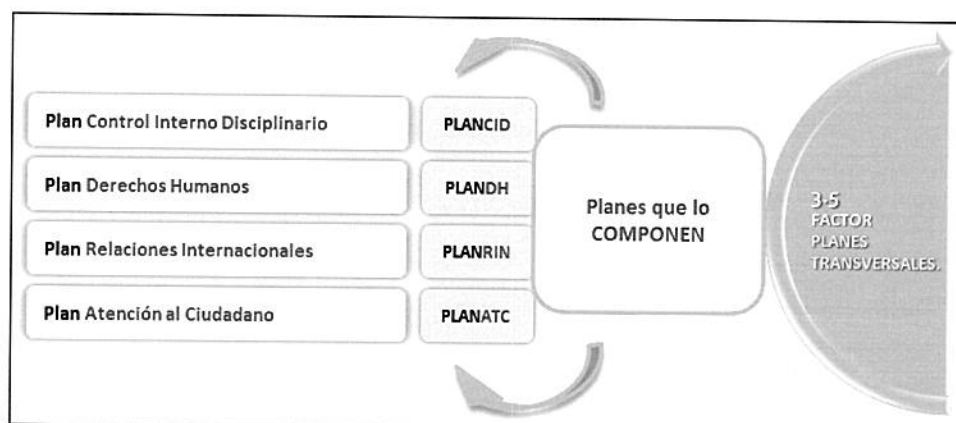 Plan Control Interno Disciplinario
PLANCID
Plan Derechos Humanos
PLANDH
Plan Relaciones Internacionales
PLANRIN
Plan Atención al Ciudadano
PLANATC
Planes que lo
COMPONEN
3-5
FACTOR
PLANES
TRANSVERSALES.